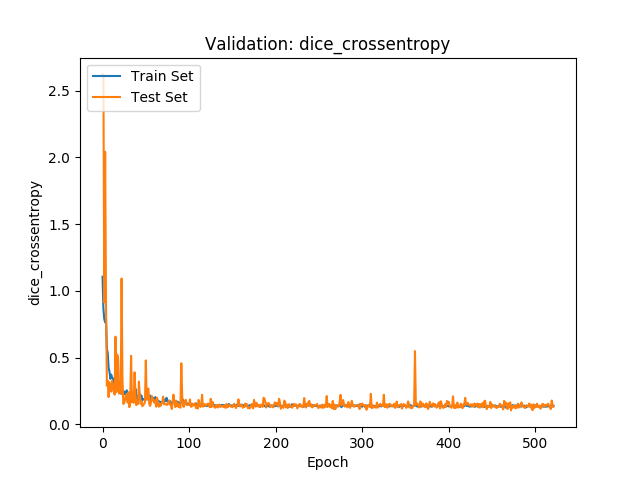 Validation: dice_crossentropy
Train Set
Test Set
2.5
2.0
1.5
1.0
0.5
0.0
dice_crossentropy
0 100 200 300 400 500
Epoch